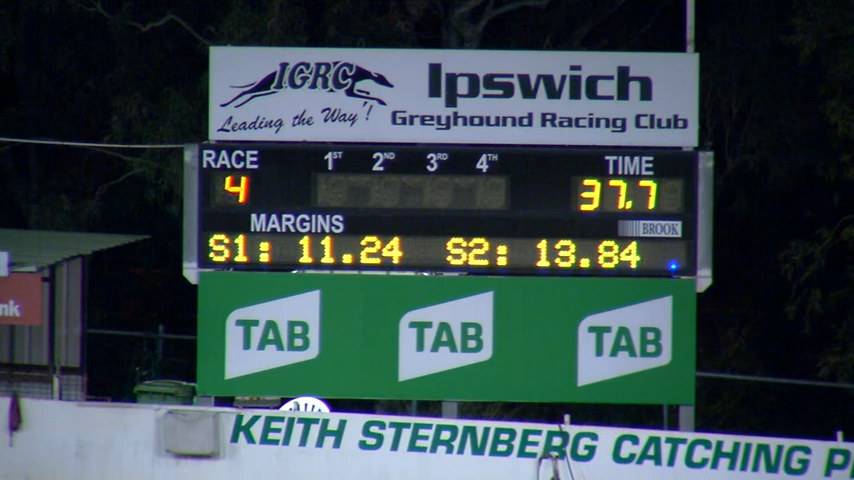 IGRC
Leading the Way'!
Ipswich
Greyhound Racing Club
RACE 1ST 2ND 3RD 4TH TIME
4 37.7
MARGINS BROOK
S1: 11.24 S2: 13.84
TAB TAB TAB
nk
KEITH STERNBERG CATCHING P